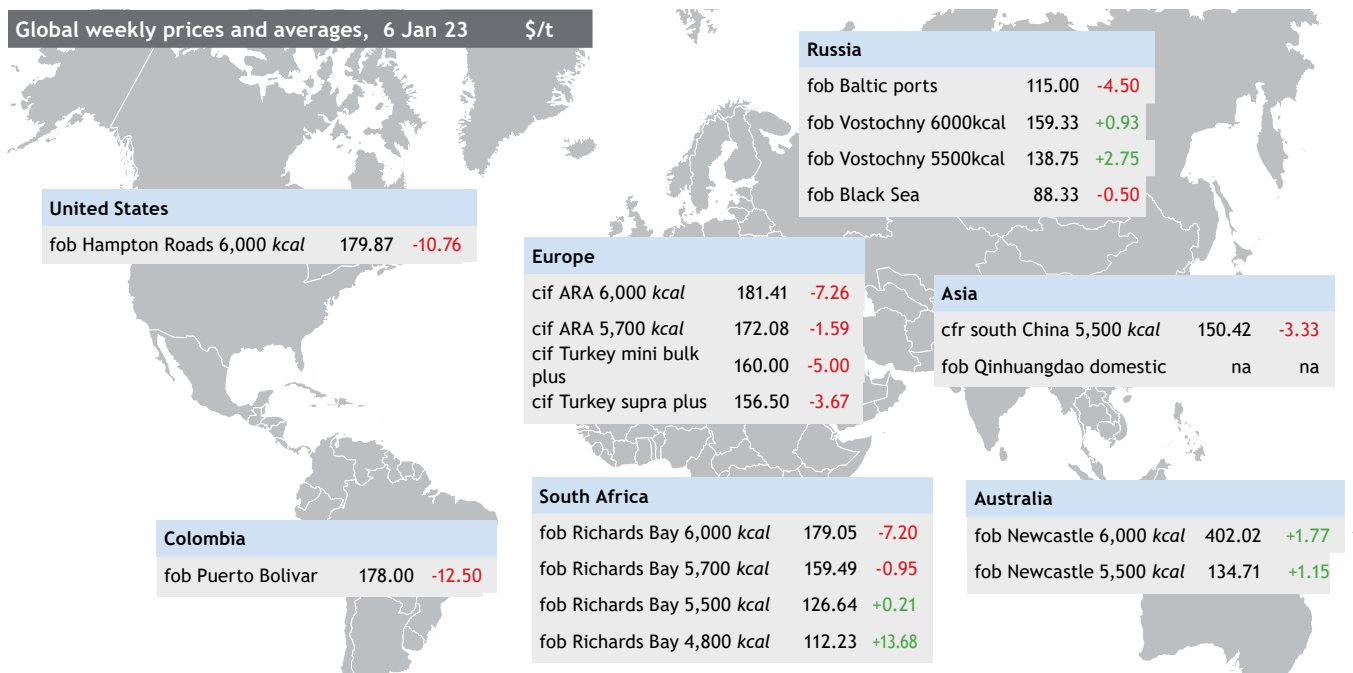 Global weekly prices and averages, 6 Jan 23 $/t
Russia
fob Baltic ports 115.00 -4.50
fob Vostochny 6000kcal 159.33 +0.93
fob Vostochny 5500kcal 138.75 +2.75
fob Black Sea 88.33 -0.50
United States
fob Hampton Roads 6,000 kcal 179.87 -10.76
Europe
cif ARA 6,000 kcal 181.41 -7.26
cif ARA 5,700 kcal 172.08 -1.59
cif Turkey mini bulk
plus 160.00 -5.00
cif Turkey supra plus 156.50 -3.67
Asia
cfr south China 5,500 kcal 150.42 -3.33
fob Qinhuangdao domestic na na
South Africa
fob Richards Bay 6,000 kcal 179.05 -7.20
fob Richards Bay 5,700 kcal 159.49 -0.95
fob Richards Bay 5,500 kcal 126.64 +0.21
fob Richards Bay 4,800 kcal 112.23 +13.68
Australia
fob Newcastle 6,000 kcal 402.02 +1.77
fob Newcastle 5,500 kcal 134.71 +1.15
Colombia
fob Puerto Bolivar 178.00 -12.50